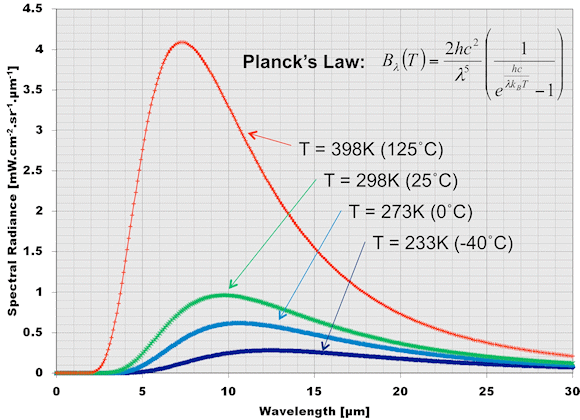 4.5
4
3.5
3
2.5
2
1.5
1
0.5
0
Spectral Radiance [mW.cm⁻².sr⁻¹.µm⁻¹]
Planck's Law: B_λ(T) = 2hc²/λ⁵ (1/(e^(hc/(λk_BT)) − 1))
T = 398K (125˚C)
T = 298K (25˚C)
T = 273K (0˚C)
T = 233K (-40˚C)
0 5 10 15 20 25 30
Wavelength [µm]